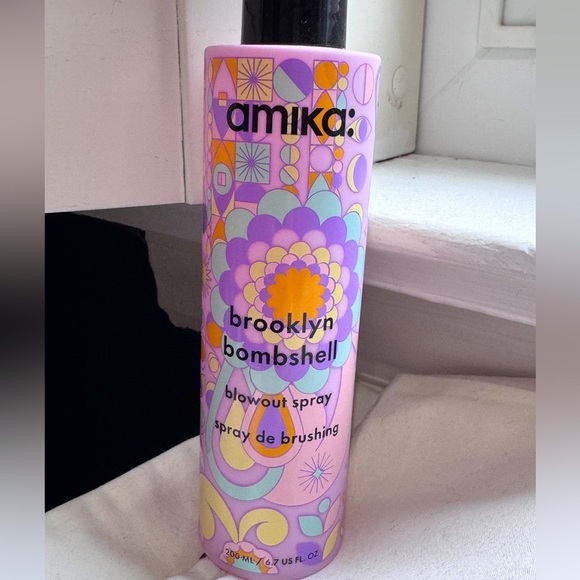 amika:
brooklyn
bombshell
blowout spray
spray de brushing
200 ML / 6.7 US FL. OZ